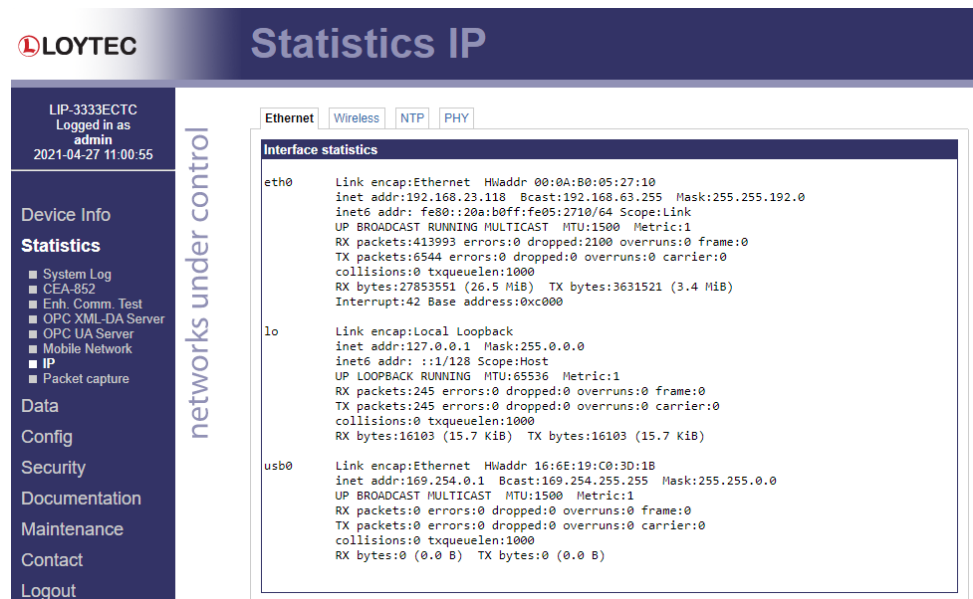 LOYTEC
Statistics IP
LIP-3333ECTC
Logged in as
admin
2021-04-27 11:00:55
Device Info
Statistics
System Log
CEA-852
Enh. Comm. Test
OPC XML-DA Server
OPC UA Server
Mobile Network
IP
Packet capture
Data
Config
Security
Documentation
Maintenance
Contact
Logout
networks under control
Ethernet Wireless NTP PHY
Interface statistics
eth0 Link encap:Ethernet HWaddr 00:0A:B0:05:27:10
inet addr:192.168.23.118 Bcast:192.168.63.255 Mask:255.255.192.0
inet6 addr: fe80::20a:b0ff:fe05:2710/64 Scope:Link
UP BROADCAST RUNNING MULTICAST MTU:1500 Metric:1
RX packets:413993 errors:0 dropped:2100 overruns:0 frame:0
TX packets:6544 errors:0 dropped:0 overruns:0 carrier:0
collisions:0 txqueuelen:1000
RX bytes:27853551 (26.5 MiB) TX bytes:3631521 (3.4 MiB)
Interrupt:42 Base address:0xc000
lo Link encap:Local Loopback
inet addr:127.0.0.1 Mask:255.0.0.0
inet6 addr: ::1/128 Scope:Host
UP LOOPBACK RUNNING MTU:65536 Metric:1
RX packets:245 errors:0 dropped:0 overruns:0 frame:0
TX packets:245 errors:0 dropped:0 overruns:0 carrier:0
collisions:0 txqueuelen:1000
RX bytes:16103 (15.7 KiB) TX bytes:16103 (15.7 KiB)
usb0 Link encap:Ethernet HWaddr 16:6E:19:C0:3D:1B
inet addr:169.254.0.1 Bcast:169.254.255.255 Mask:255.255.0.0
UP BROADCAST MULTICAST MTU:1500 Metric:1
RX packets:0 errors:0 dropped:0 overruns:0 frame:0
TX packets:0 errors:0 dropped:0 overruns:0 carrier:0
collisions:0 txqueuelen:1000
RX bytes:0 (0.0 B) TX bytes:0 (0.0 B)